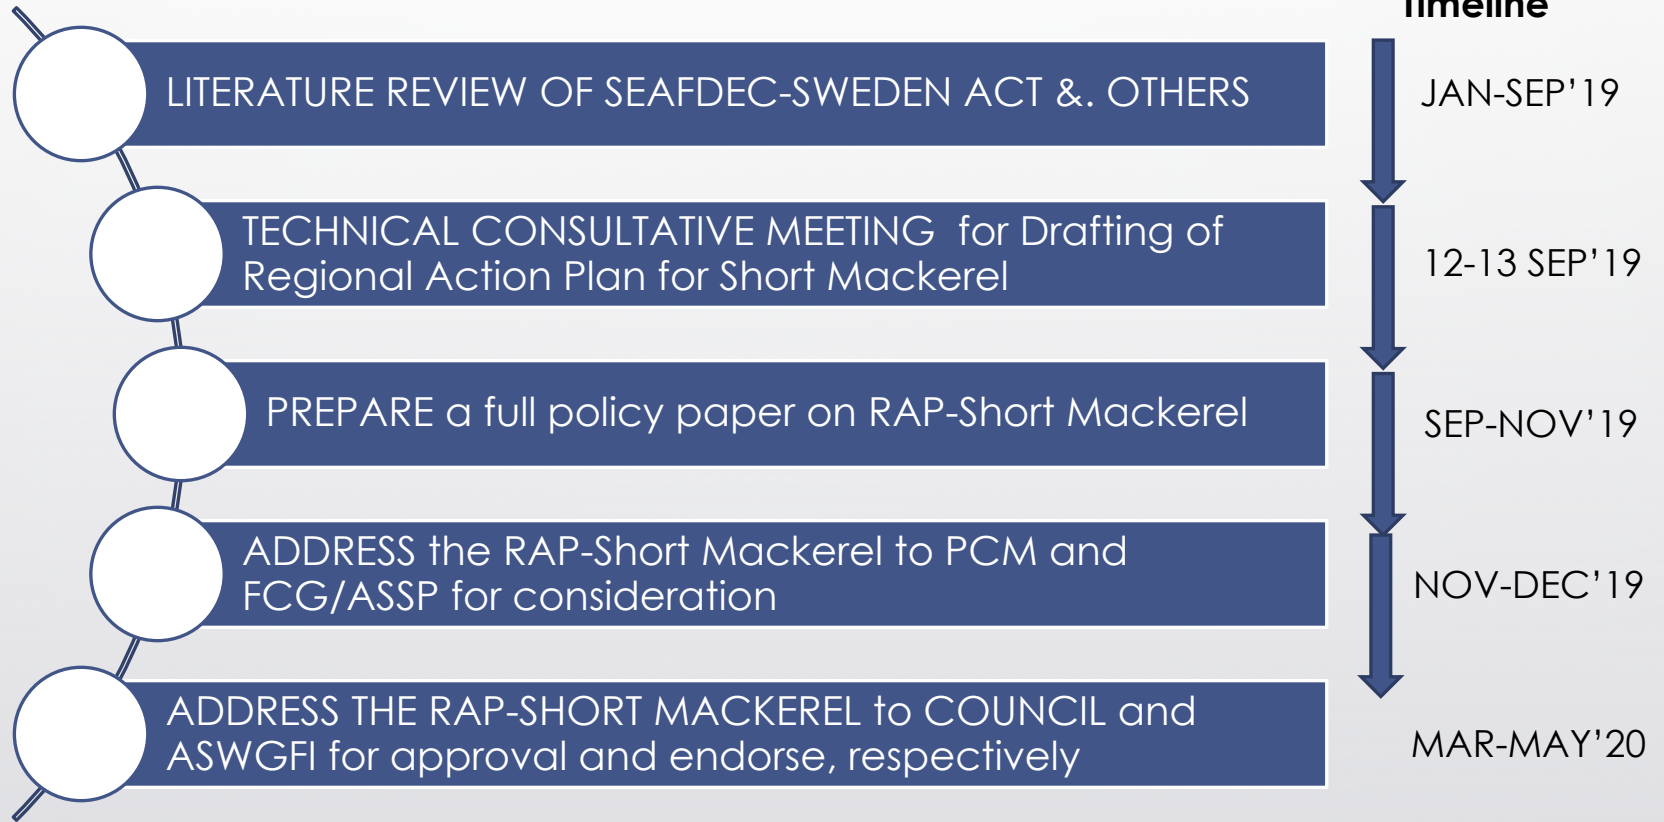 Timeline
LITERATURE REVIEW OF SEAFDEC-SWEDEN ACT &. OTHERS
JAN-SEP'19
TECHNICAL CONSULTATIVE MEETING for Drafting of
Regional Action Plan for Short Mackerel
12-13 SEP'19
PREPARE a full policy paper on RAP-Short Mackerel
SEP-NOV'19
ADDRESS the RAP-Short Mackerel to PCM and
FCG/ASSP for consideration
NOV-DEC'19
ADDRESS THE RAP-SHORT MACKEREL to COUNCIL and
ASWGFI for approval and endorse, respectively
MAR-MAY'20